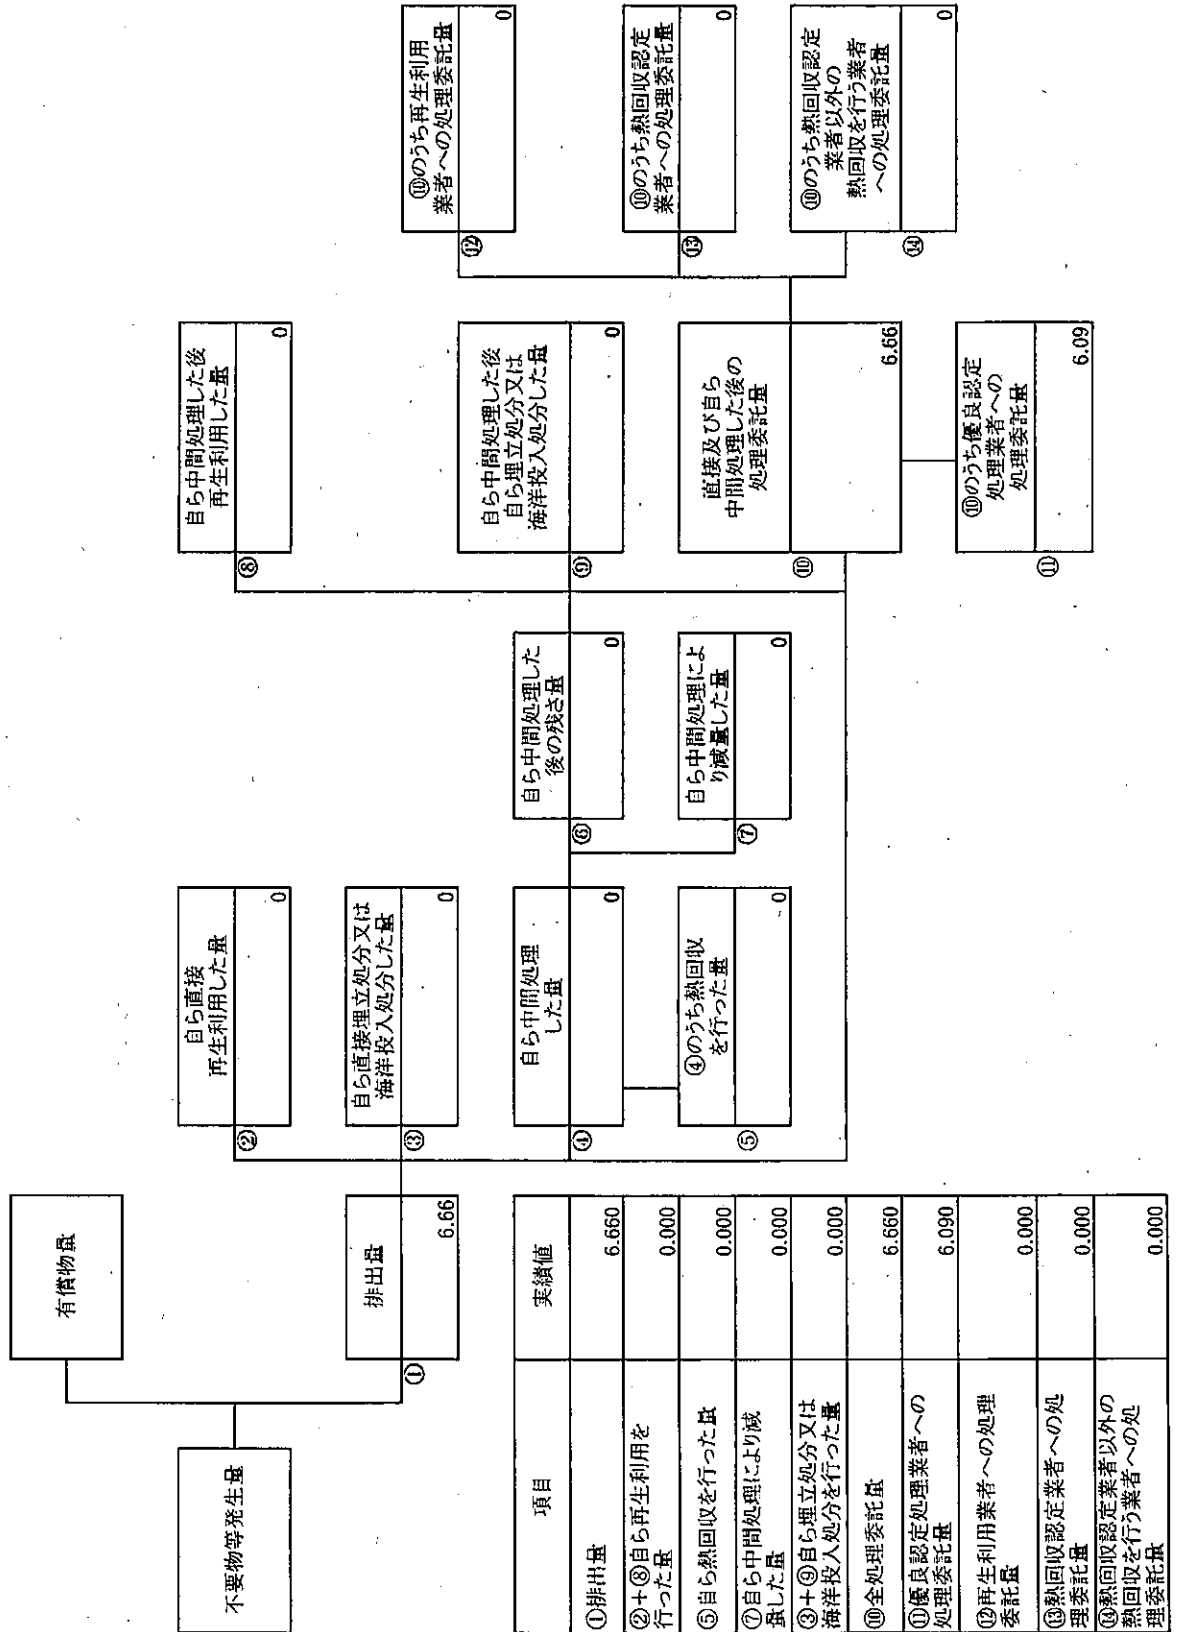 不要物等発生量
有償物量
①
排出量
6.66
②
自ら直接
再生利用した量
0
③
自ら直接埋立処分又は
海洋投入処分した量
0
④
自ら中間処理
した量
0
⑤
④のうち熱回収
を行った量
0
⑥
自ら中間処理した
後の残さ量
0
⑦
自ら中間処理によ
り減量した量
0
⑧
自ら中間処理した後
再生利用した量
0
⑨
自ら中間処理した後
自ら埋立処分又は
海洋投入処分した量
0
⑩
直接及び自ら
中間処理した後の
処理委託量
6.66
⑪
⑩のうち優良認定
処理業者への
処理委託量
6.09
⑫
⑩のうち再生利用
業者への処理委託量
0
⑬
⑩のうち熱回収認定
業者への処理委託量
0
⑭
⑩のうち熱回収認定
業者以外の
熱回収を行う業者
への処理委託量
0
項目 実績値
①排出量 6.660
②+⑧自ら再生利用を
行った量 0.000
⑤自ら熱回収を行った量 0.000
⑦自ら中間処理により減
量した量 0.000
③+⑨自ら埋立処分又は
海洋投入処分を行った量 0.000
⑩全処理委託量 6.660
⑪優良認定処理業者への
処理委託量 6.090
⑫再生利用業者への処理
委託量 0.000
⑬熱回収認定業者への処
理委託量 0.000
⑭熱回収認定業者以外の
熱回収を行う業者への処
理委託量 0.000